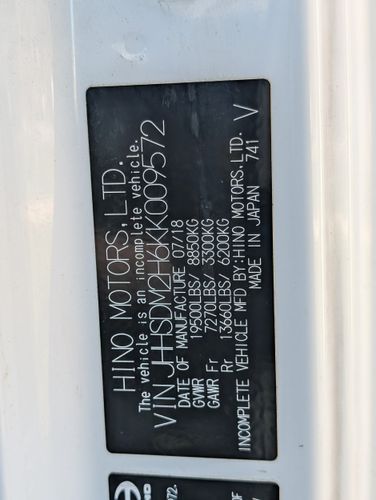 HINO MOTORS, LTD.
The vehicle is an incomplete vehicle.
VIN JHHSDM2H6KK009572
DATE OF MANUFACTURE 07/18
GVWR 19500LBS/ 8850KG
GAWR Fr 7270LBS/ 3300KG
Rr 13660LBS/ 6200KG
INCOMPLETE VEHICLE MFD BY:HINO MOTORS, LTD.
MADE IN JAPAN 741 V